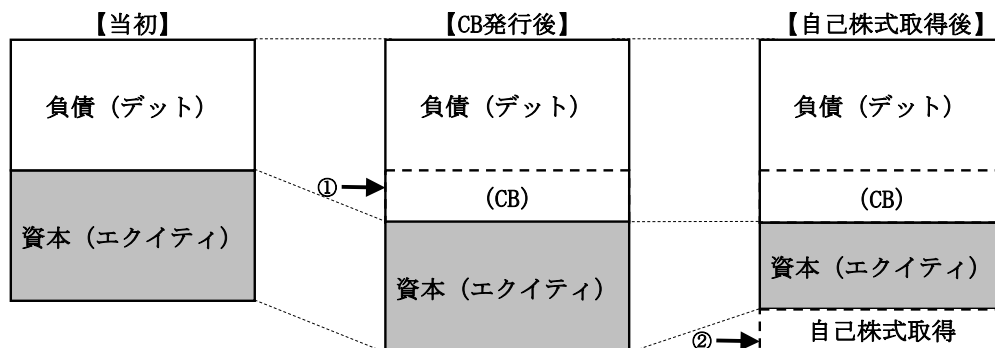 【当初】
【CB発行後】
【自己株式取得後】
負債（デット）
負債（デット）
負債（デット）
①
（CB）
（CB）
資本（エクイティ）
資本（エクイティ）
資本（エクイティ）
②
自己株式取得